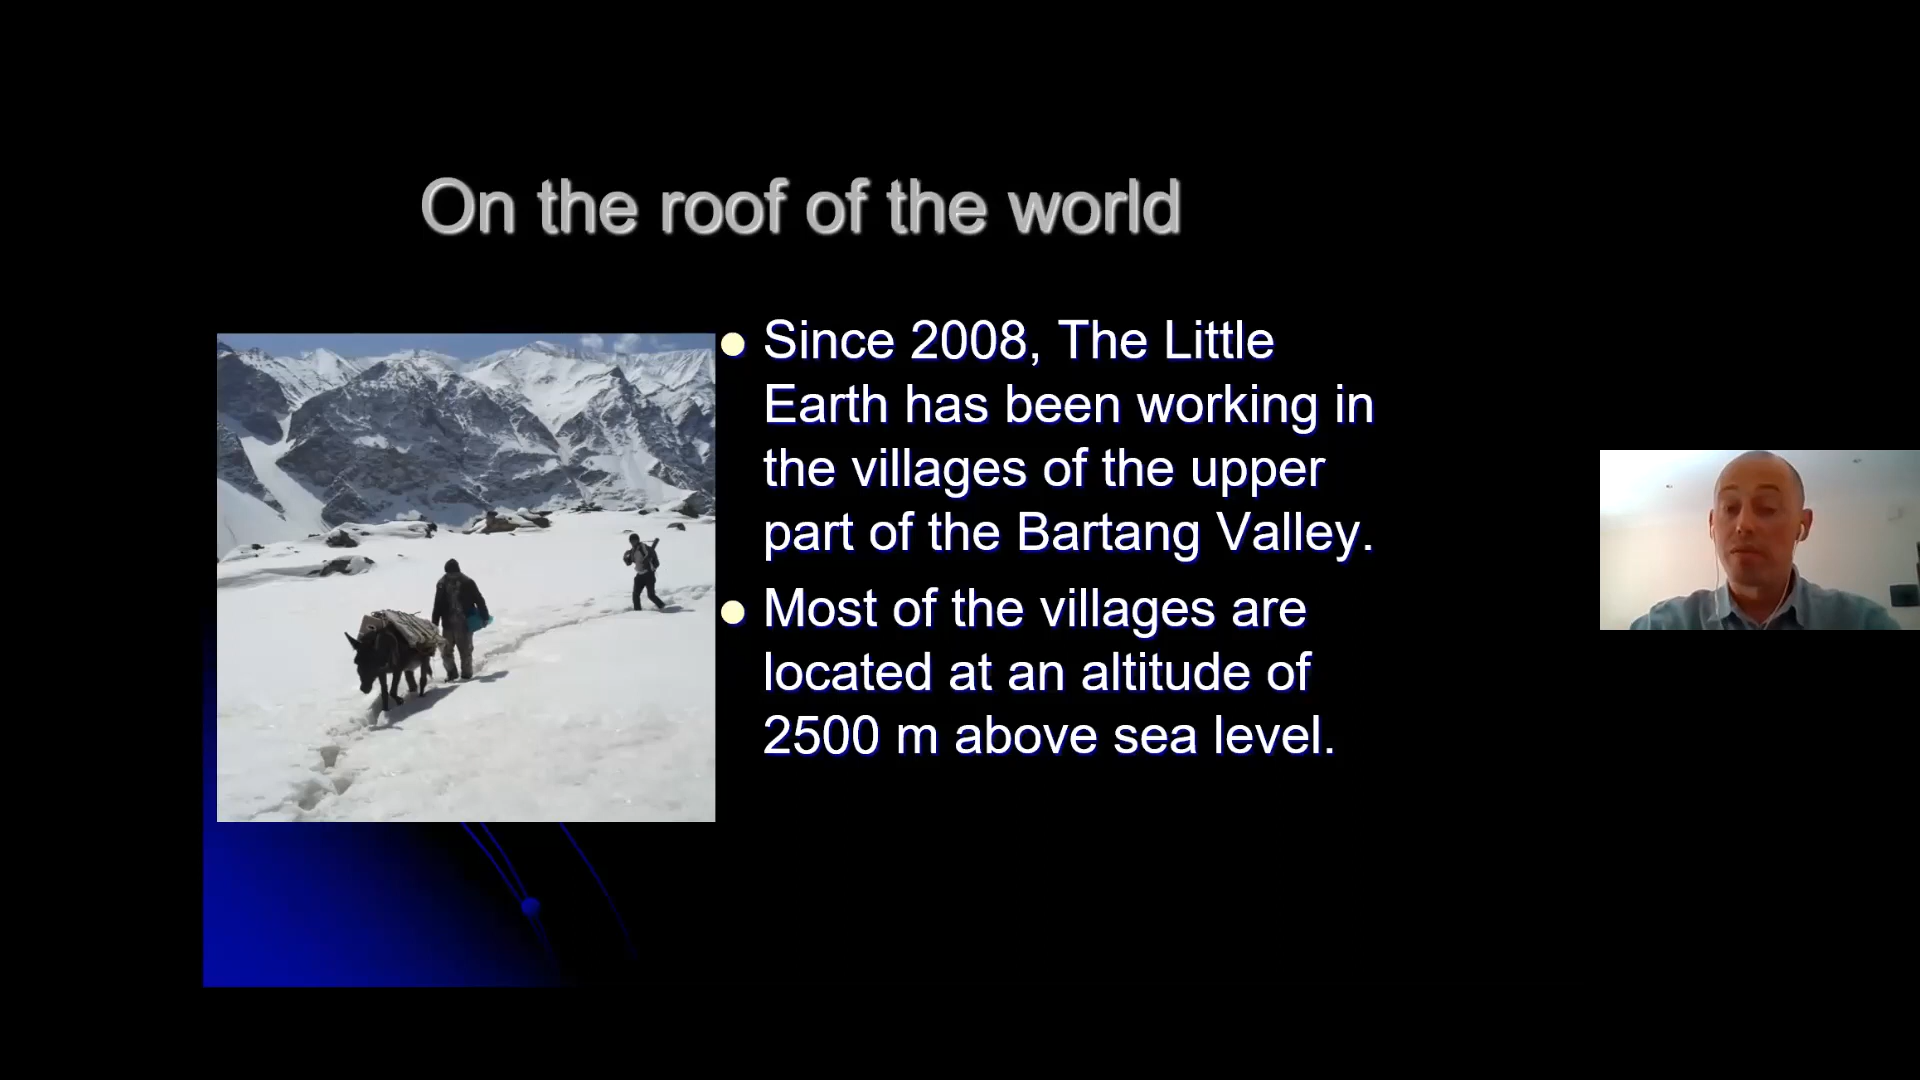 On the roof of the world
Since 2008, The Little
Earth has been working in
the villages of the upper
part of the Bartang Valley.
Most of the villages are
located at an altitude of
2500 m above sea level.